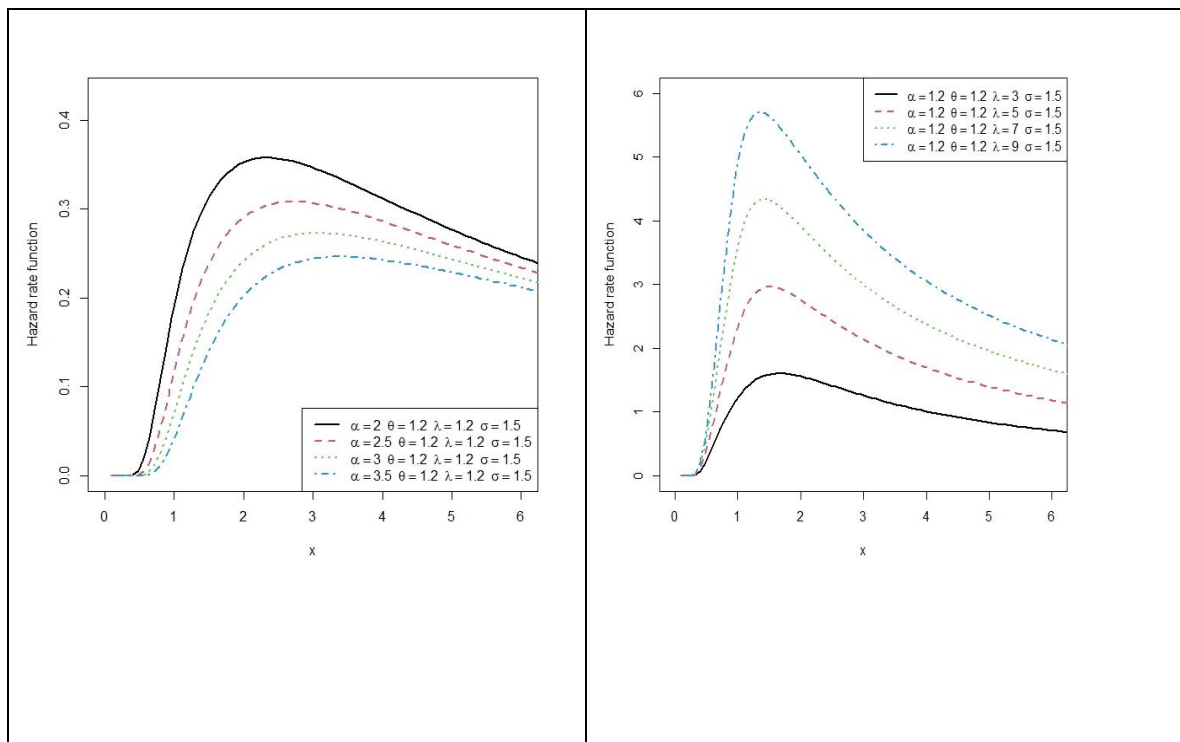 Hazard rate function
0.0 0.1 0.2 0.3 0.4
α = 2 θ = 1.2 λ = 1.2 σ = 1.5
α = 2.5 θ = 1.2 λ = 1.2 σ = 1.5
α = 3 θ = 1.2 λ = 1.2 σ = 1.5
α = 3.5 θ = 1.2 λ = 1.2 σ = 1.5
0 1 2 3 4 5 6
x
Hazard rate function
0 1 2 3 4 5 6
α = 1.2 θ = 1.2 λ = 3 σ = 1.5
α = 1.2 θ = 1.2 λ = 5 σ = 1.5
α = 1.2 θ = 1.2 λ = 7 σ = 1.5
α = 1.2 θ = 1.2 λ = 9 σ = 1.5
0 1 2 3 4 5 6
x